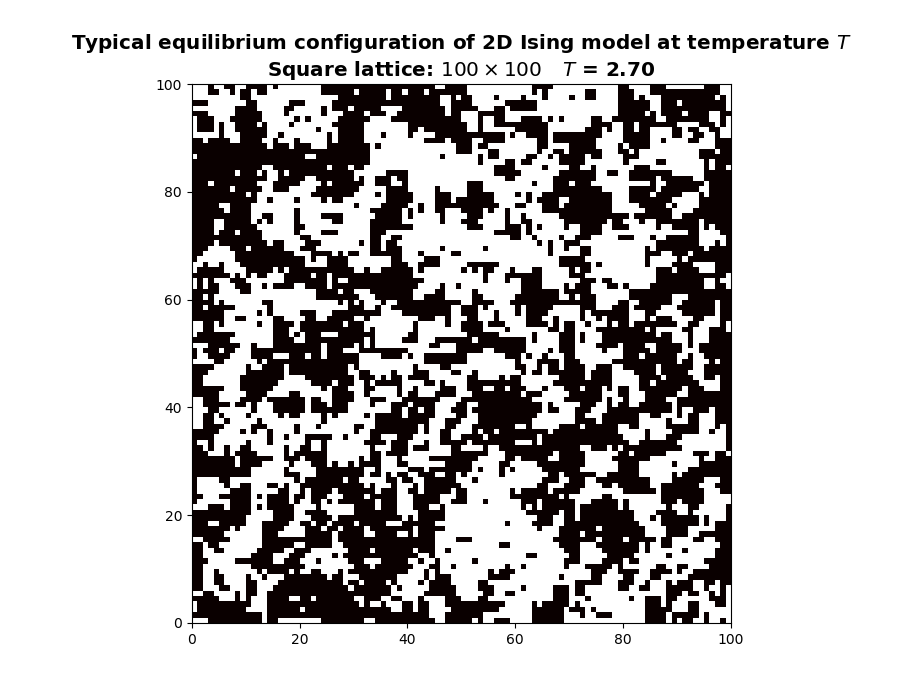 Typical equilibrium configuration of 2D Ising model at temperature T
Square lattice: 100 × 100 T = 2.70
100
80
60
40
20
0
0 20 40 60 80 100